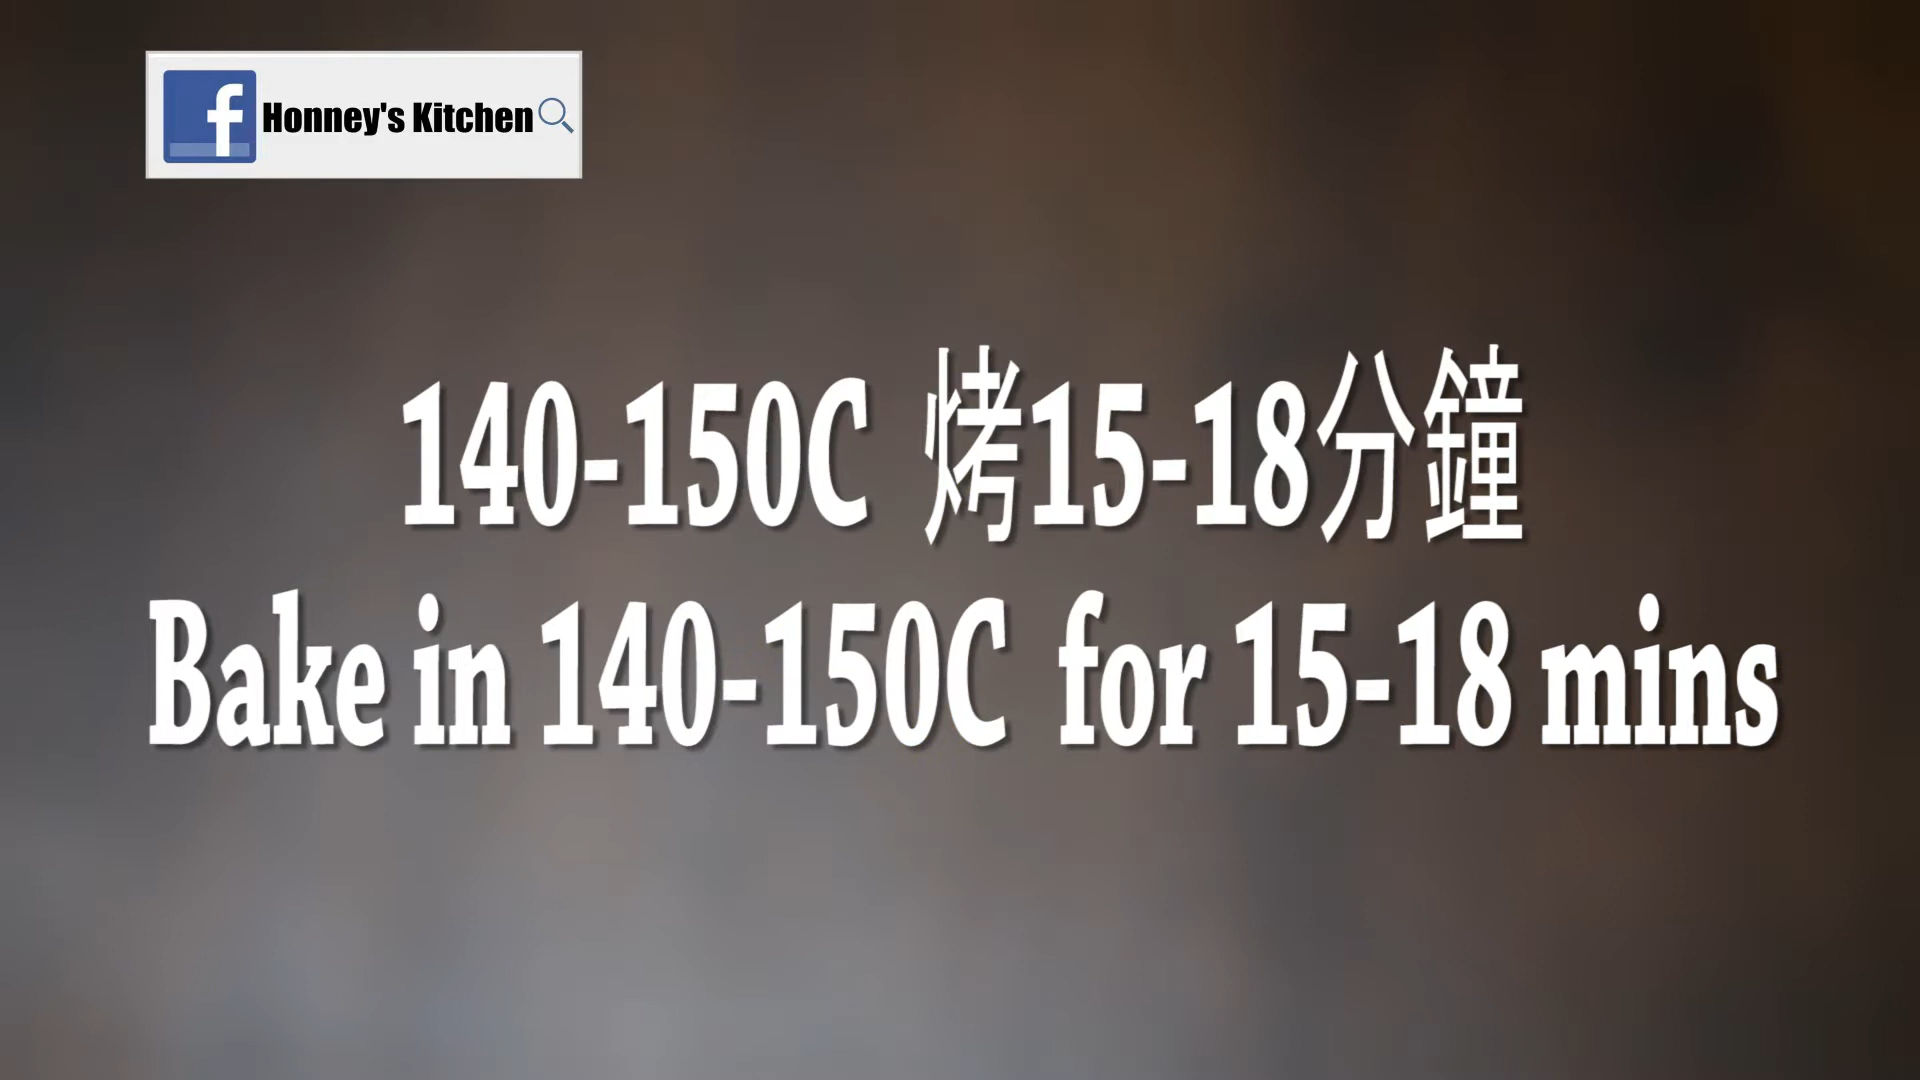 Honney's Kitchen
140-150C 烤15-18分鐘
Bake in 140-150C for 15-18 mins